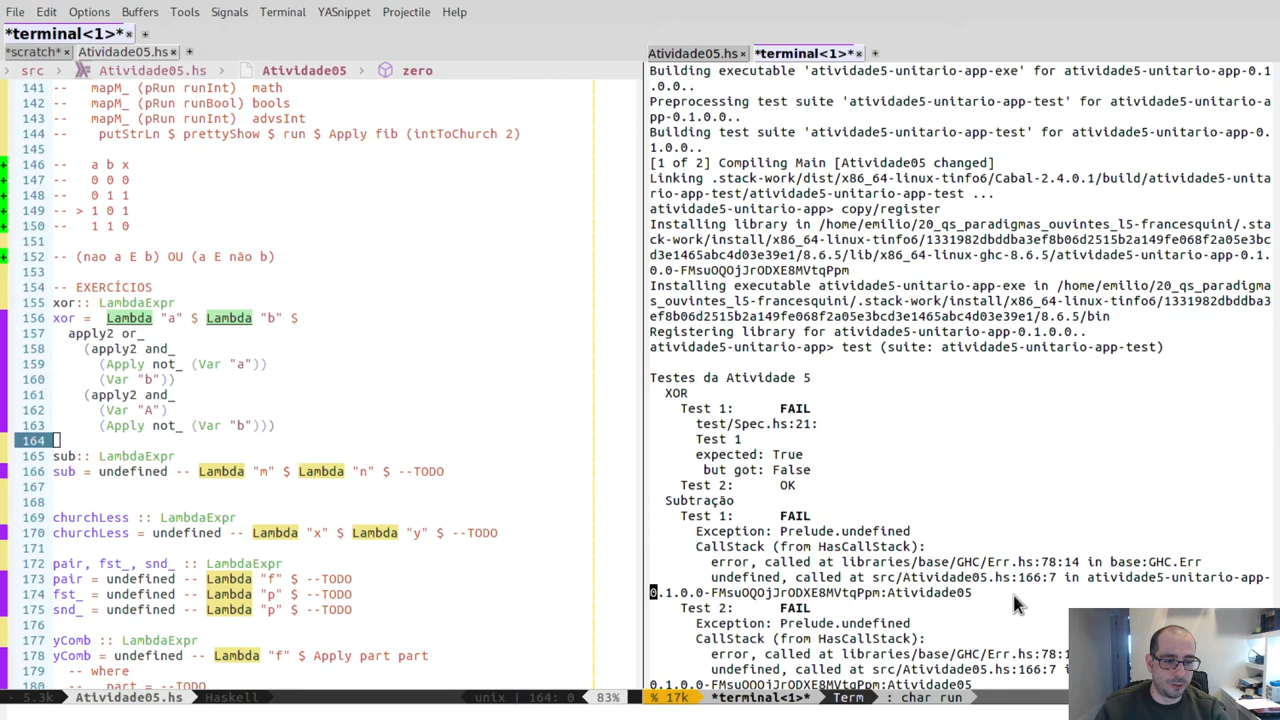 File Edit Options Buffers Tools Signals Terminal YASnippet Projectile Help
*terminal<1>*× +
*scratch*× Atividade05.hs× +
src Atividade05.hs Atividade05 zero
141 -- mapM_ (pRun runInt) math
142 -- mapM_ (pRun runBool) bools
143 -- mapM_ (pRun runInt) advsInt
144 -- putStrLn $ prettyShow $ run $ Apply fib (intToChurch 2)
145
146 -- a b x
147 -- 0 0 0
148 -- 0 1 1
149 -- > 1 0 1
150 -- 1 1 0
151
152 -- (nao a E b) OU (a E não b)
153
154 -- EXERCÍCIOS
155 xor:: LambdaExpr
156 xor = Lambda "a" $ Lambda "b" $
157 apply2 or_
158 (apply2 and_
159 (Apply not_ (Var "a"))
160 (Var "b"))
161 (apply2 and_
162 (Var "A")
163 (Apply not_ (Var "b")))
164
165 sub:: LambdaExpr
166 sub = undefined -- Lambda "m" $ Lambda "n" $ --TODO
167
168
169 churchLess :: LambdaExpr
170 churchLess = undefined -- Lambda "x" $ Lambda "y" $ --TODO
171
172 pair, fst_, snd_ :: LambdaExpr
173 pair = undefined -- Lambda "f" $ --TODO
174 fst_ = undefined -- Lambda "p" $ --TODO
175 snd_ = undefined -- Lambda "p" $ --TODO
176
177 yComb :: LambdaExpr
178 yComb = undefined -- Lambda "f" $ Apply part part
179 -- where
180 -- part = --TODO
- 5.3k Atividade05.hs Haskell unix | 164: 0 83%
Atividade05.hs× *terminal<1>*× +
Building executable 'atividade5-unitario-app-exe' for atividade5-unitario-app-0.1
.0.0..
Preprocessing test suite 'atividade5-unitario-app-test' for atividade5-unitario-a
pp-0.1.0.0..
Building test suite 'atividade5-unitario-app-test' for atividade5-unitario-app-0.
1.0.0..
[1 of 2] Compiling Main [Atividade05 changed]
Linking .stack-work/dist/x86_64-linux-tinfo6/Cabal-2.4.0.1/build/atividade5-unita
rio-app-test/atividade5-unitario-app-test ...
atividade5-unitario-app> copy/register
Installing library in /home/emilio/20_qs_paradigmas_ouvintes_l5-francesquini/.sta
ck-work/install/x86_64-linux-tinfo6/1331982dbddba3ef8b06d2515b2a149fe068f2a05e3bc
d3e1465abc4d03e39e1/8.6.5/lib/x86_64-linux-ghc-8.6.5/atividade5-unitario-app-0.1.
0.0-FMsuOQOjJrODXE8MVtqPpm
Installing executable atividade5-unitario-app-exe in /home/emilio/20_qs_paradigma
s_ouvintes_l5-francesquini/.stack-work/install/x86_64-linux-tinfo6/1331982dbddba3
ef8b06d2515b2a149fe068f2a05e3bcd3e1465abc4d03e39e1/8.6.5/bin
Registering library for atividade5-unitario-app-0.1.0.0..
atividade5-unitario-app> test (suite: atividade5-unitario-app-test)
Testes da Atividade 5
XOR
Test 1: FAIL
test/Spec.hs:21:
Test 1
expected: True
but got: False
Test 2: OK
Subtração
Test 1: FAIL
Exception: Prelude.undefined
CallStack (from HasCallStack):
error, called at libraries/base/GHC/Err.hs:78:14 in base:GHC.Err
undefined, called at src/Atividade05.hs:166:7 in atividade5-unitario-app-
0.1.0.0-FMsuOQOjJrODXE8MVtqPpm:Atividade05
Test 2: FAIL
Exception: Prelude.undefined
CallStack (from HasCallStack):
error, called at libraries/base/GHC/Err.hs:78:1
undefined, called at src/Atividade05.hs:166:7 i
0.1.0.0-FMsuOQOjJrODXE8MVtqPpm:Atividade05
% 17k *terminal<1>* Term : char run